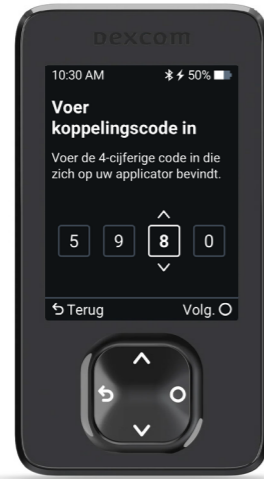 Dexcom
10:30 AM 50%
Voer
koppelingscode in
Voer de 4-cijferige code in die
zich op uw applicator bevindt.
5 9 8 0
Terug Volg.